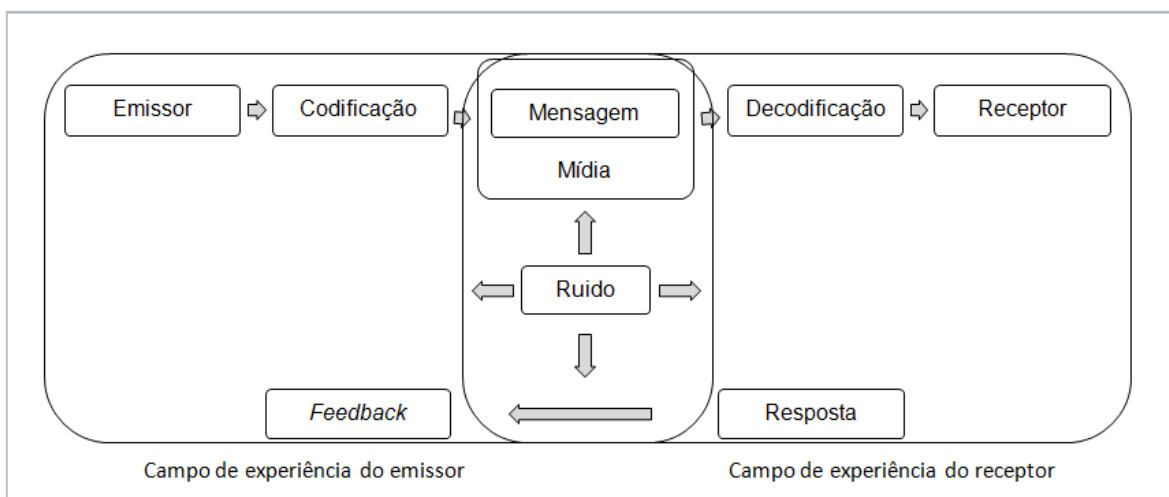 Emissor
Codificação
Mensagem
Mídia
Decodificação
Receptor
Ruido
Feedback
Resposta
Campo de experiência do emissor
Campo de experiência do receptor